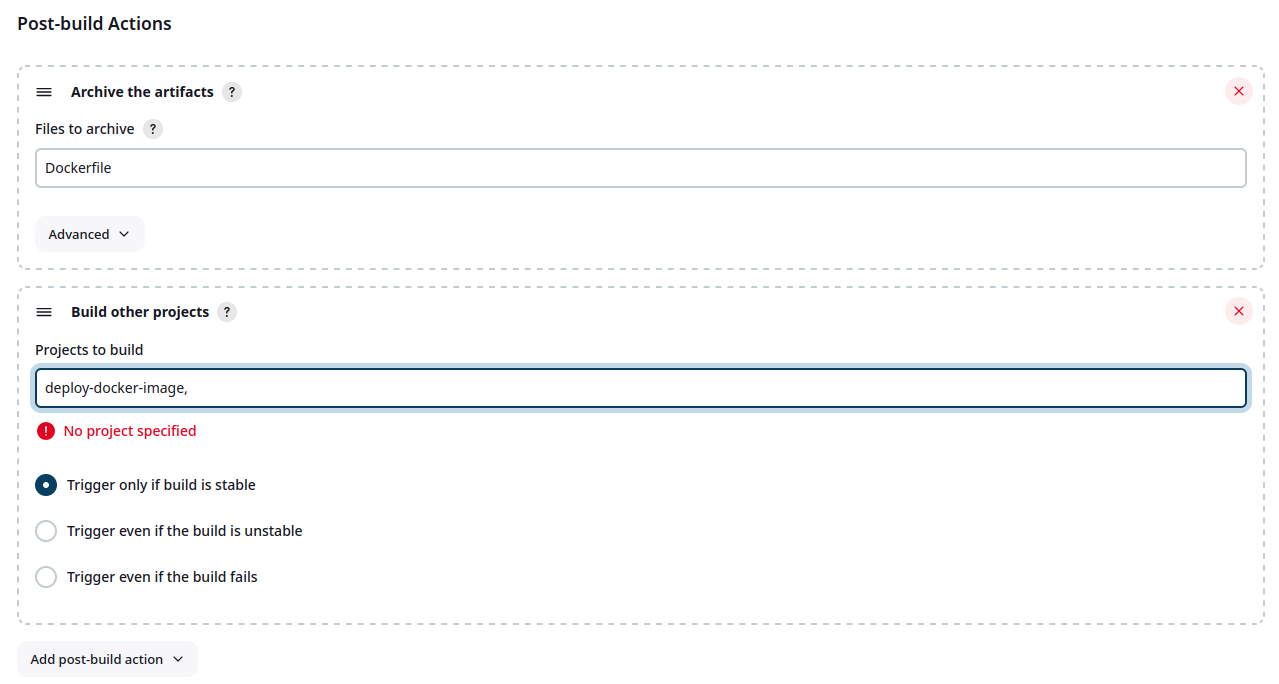 Post-build Actions
Archive the artifacts ?
Files to archive ?
Dockerfile
Advanced
Build other projects ?
Projects to build
deploy-docker-image,
! No project specified
Trigger only if build is stable
Trigger even if the build is unstable
Trigger even if the build fails
Add post-build action